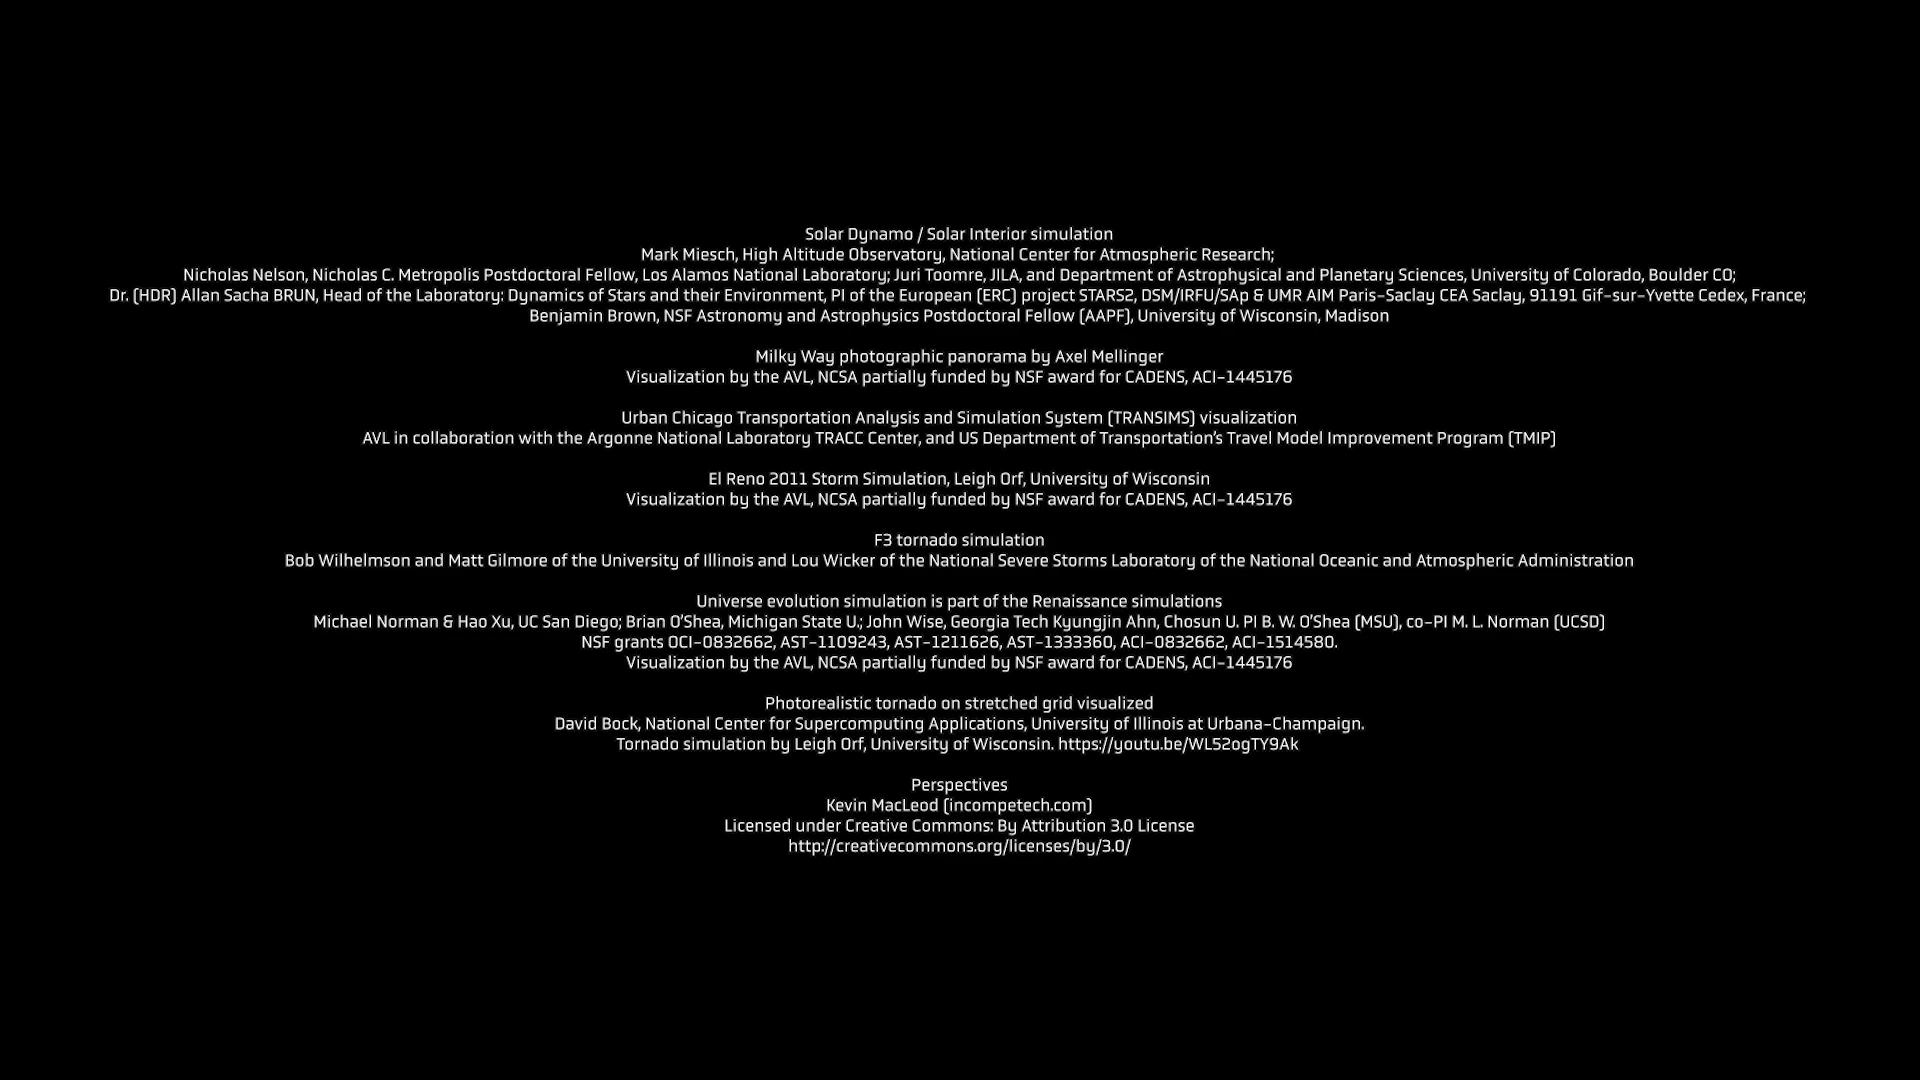 Solar Dynamo / Solar Interior simulation
Mark Miesch, High Altitude Observatory, National Center for Atmospheric Research;
Nicholas Nelson, Nicholas C. Metropolis Postdoctoral Fellow, Los Alamos National Laboratory; Juri Toomre, JILA, and Department of Astrophysical and Planetary Sciences, University of Colorado, Boulder CO;
Dr. (HDR) Allan Sacha BRUN, Head of the Laboratory: Dynamics of Stars and their Environment, PI of the European (ERC) project STARS2, DSM/IRFU/SAp & UMR AIM Paris-Saclay CEA Saclay, 91191 Gif-sur-Yvette Cedex, France;
Benjamin Brown, NSF Astronomy and Astrophysics Postdoctoral Fellow (AAPF), University of Wisconsin, Madison
Milky Way photographic panorama by Axel Mellinger
Visualization by the AVL, NCSA partially funded by NSF award for CADENS, ACI-1445176
Urban Chicago Transportation Analysis and Simulation System (TRANSIMS) visualization
AVL in collaboration with the Argonne National Laboratory TRACC Center, and US Department of Transportation's Travel Model Improvement Program (TMIP)
El Reno 2011 Storm Simulation, Leigh Orf, University of Wisconsin
Visualization by the AVL, NCSA partially funded by NSF award for CADENS, ACI-1445176
F3 tornado simulation
Bob Wilhelmson and Matt Gilmore of the University of Illinois and Lou Wicker of the National Severe Storms Laboratory of the National Oceanic and Atmospheric Administration
Universe evolution simulation is part of the Renaissance simulations
Michael Norman & Hao Xu, UC San Diego; Brian O'Shea, Michigan State U.; John Wise, Georgia Tech Kyungjin Ahn, Chosun U. PI B. W. O'Shea (MSU), co-PI M. L. Norman (UCSD)
NSF grants OCI-0832662, AST-1109243, AST-1211626, AST-1333360, ACI-0832662, ACI-1514580.
Visualization by the AVL, NCSA partially funded by NSF award for CADENS, ACI-1445176
Photorealistic tornado on stretched grid visualized
David Bock, National Center for Supercomputing Applications, University of Illinois at Urbana-Champaign.
Tornado simulation by Leigh Orf, University of Wisconsin. https://youtu.be/WL52ogTY9Ak
Perspectives
Kevin MacLeod (incompetech.com)
Licensed under Creative Commons: By Attribution 3.0 License
http://creativecommons.org/licenses/by/3.0/